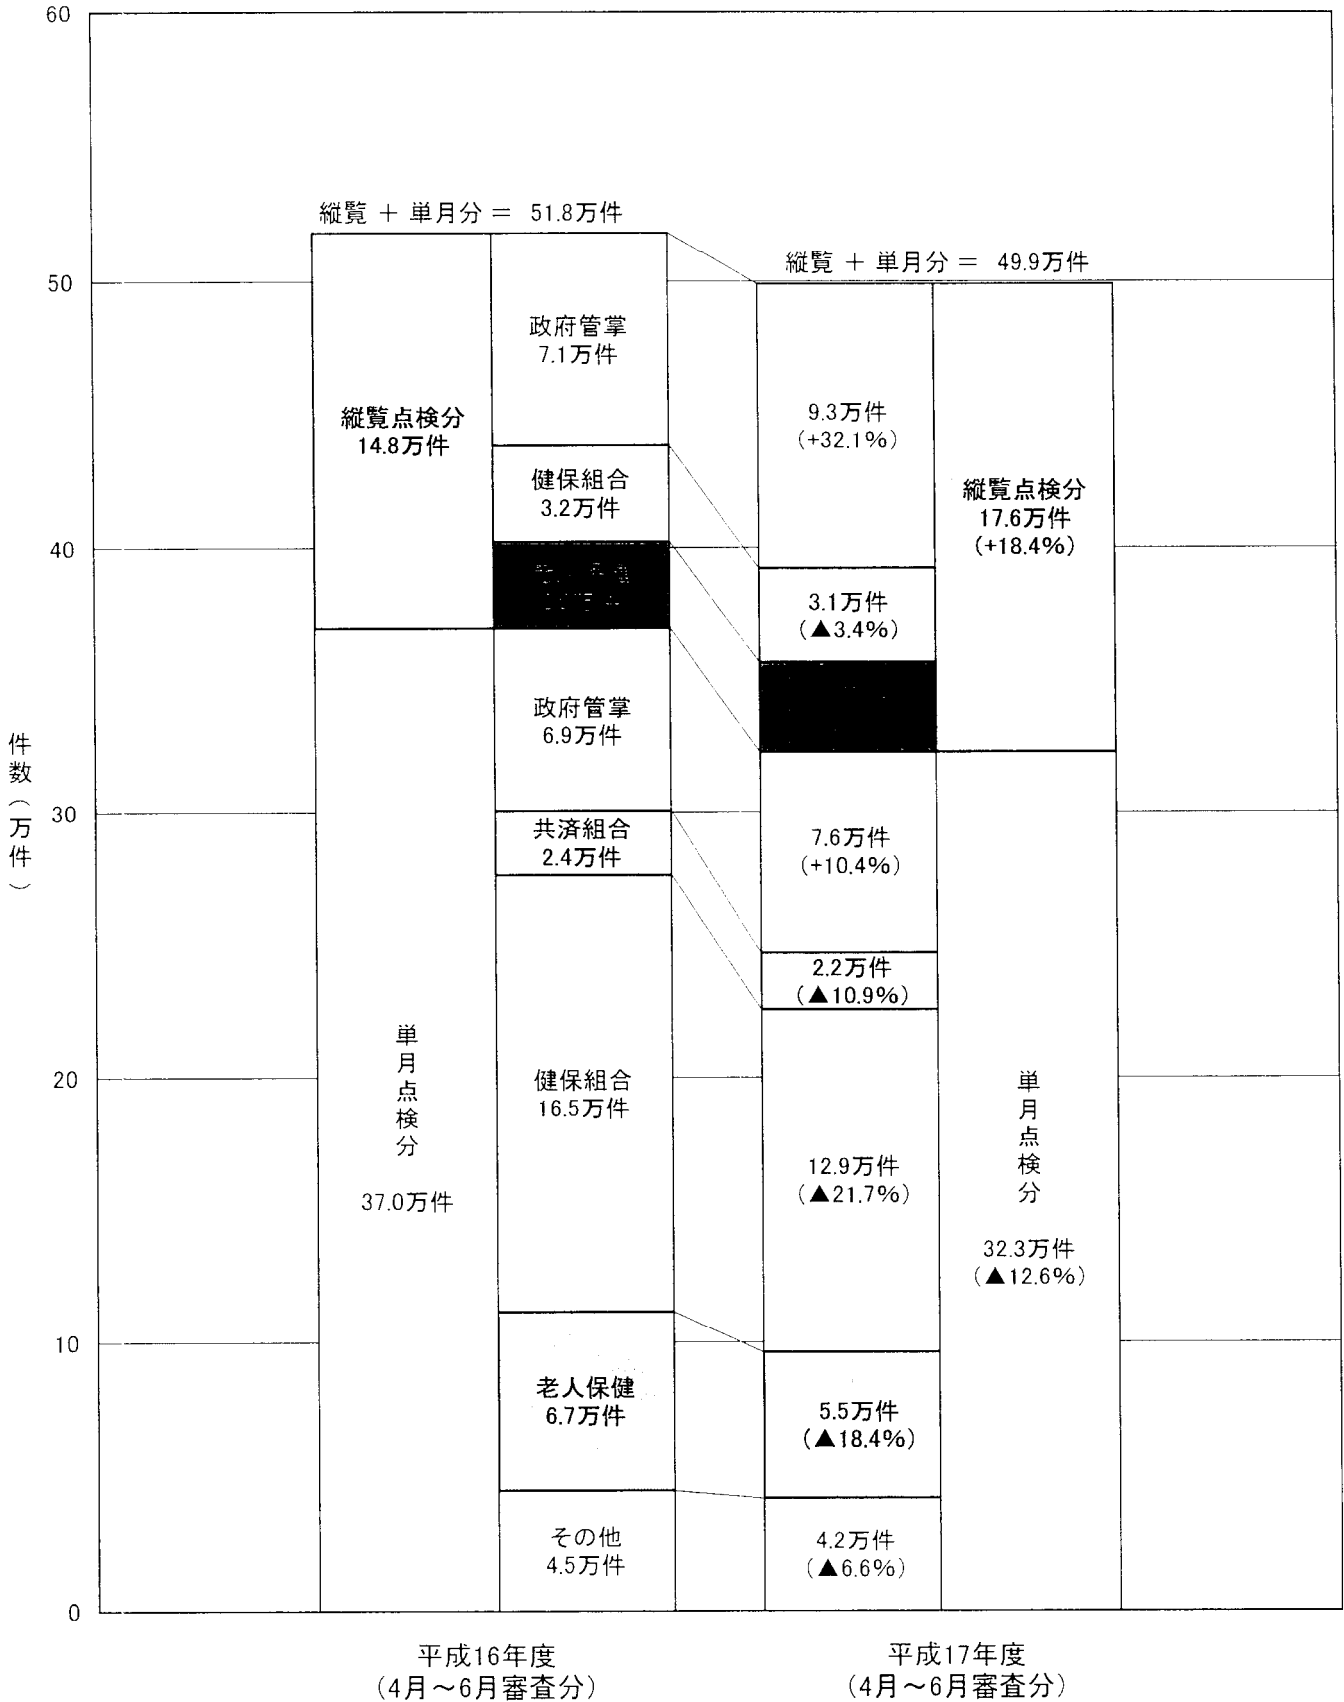 60
縦覧 + 単月分 = 51.8万件
縦覧 + 単月分 = 49.9万件
50
縦覧点検分
14.8万件
政府管掌
7.1万件
健保組合
3.2万件
9.3万件
(+32.1%)
3.1万件
(▲3.4%)
縦覧点検分
17.6万件
(+18.4%)
40
件数(万件)
単月点検分
37.0万件
政府管掌
6.9万件
共済組合
2.4万件
健保組合
16.5万件
老人保健
6.7万件
その他
4.5万件
7.6万件
(+10.4%)
2.2万件
(▲10.9%)
12.9万件
(▲21.7%)
5.5万件
(▲18.4%)
4.2万件
(▲6.6%)
単月点検分
32.3万件
(▲12.6%)
30
20
10
0
平成16年度
(4月～6月審査分)
平成17年度
(4月～6月審査分)